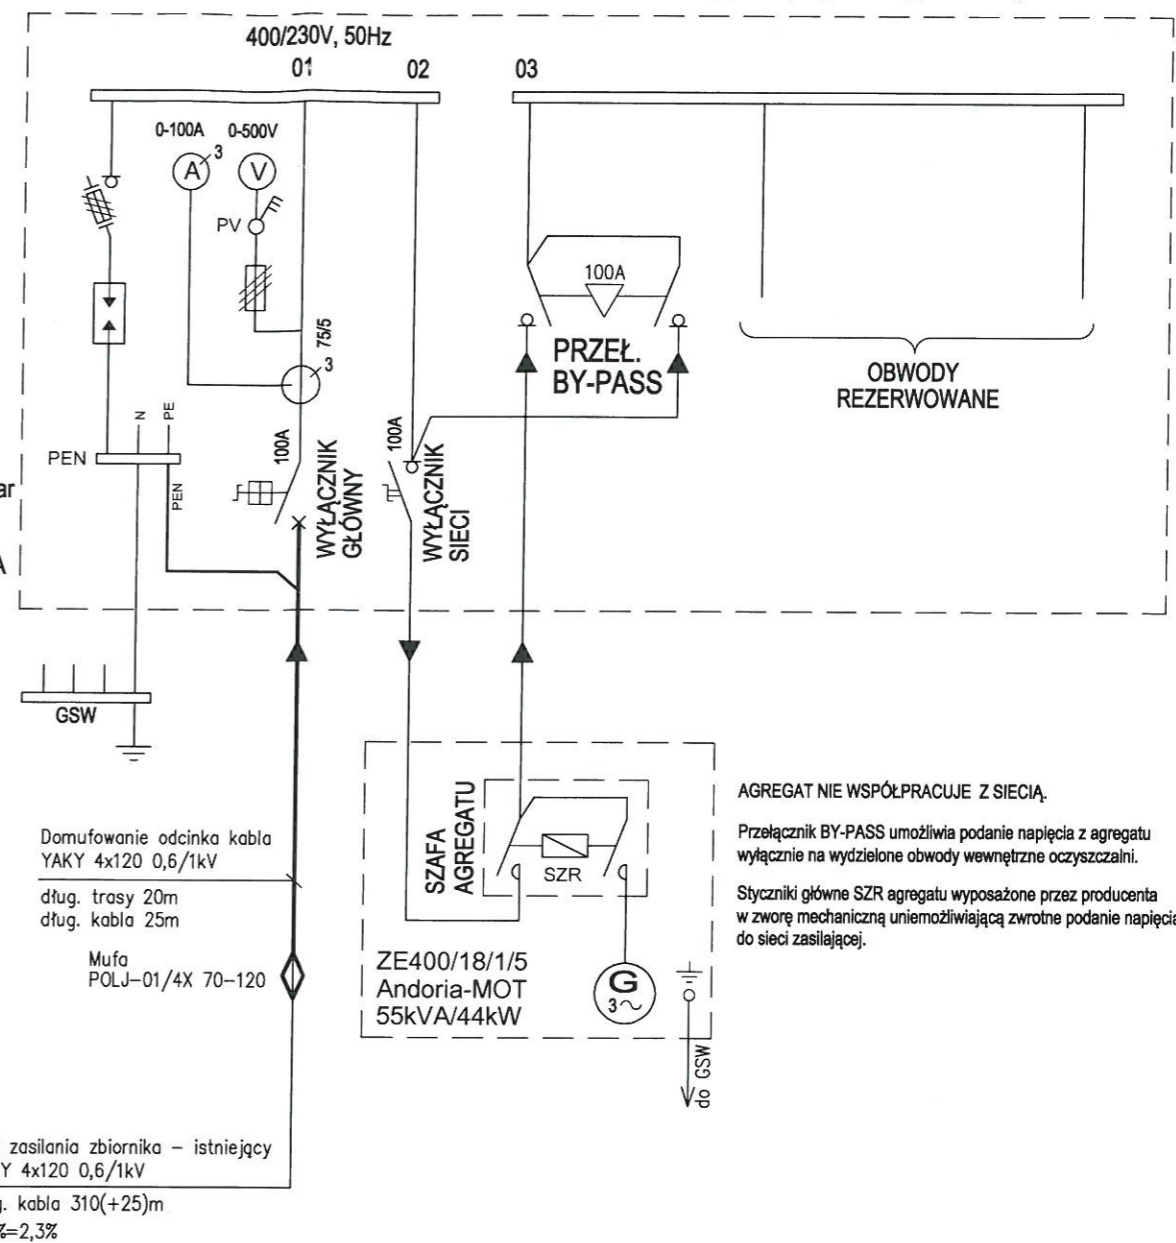 400/230V, 50Hz
01
02
03
0-100A
0-500V
A
3
V
PV
75/5
3
100A
PRZEŁ.
BY-PASS
OBWODY
REZERWOWANE
N
PE
PEN
PEN
100A
WYŁĄCZNIK
GŁÓWNY
100A
WYŁĄCZNIK
SIECI
ar
A
GSW
SZAFA
AGREGATU
SZR
ZE400/18/1/5
Andoria-MOT
55kVA/44kW
G
3~
do GSW
AGREGAT NIE WSPÓŁPRACUJE Z SIECIĄ.
Przełącznik BY-PASS umożliwia podanie napięcia z agregatu
wyłącznie na wydzielone obwody wewnętrzne oczyszczalni.
Styczniki główne SZR agregatu wyposażone przez producenta
w zworę mechaniczną uniemożliwiającą zwrotne podanie napięcia
do sieci zasilającej.
Domufowanie odcinka kabla
YAKY 4x120 0,6/1kV
dług. trasy 20m
dług. kabla 25m
Mufa
POLJ-01/4X 70-120
zasilania zbiornika – istniejący
Y 4x120 0,6/1kV
g. kabla 310(+25)m
%=2,3%